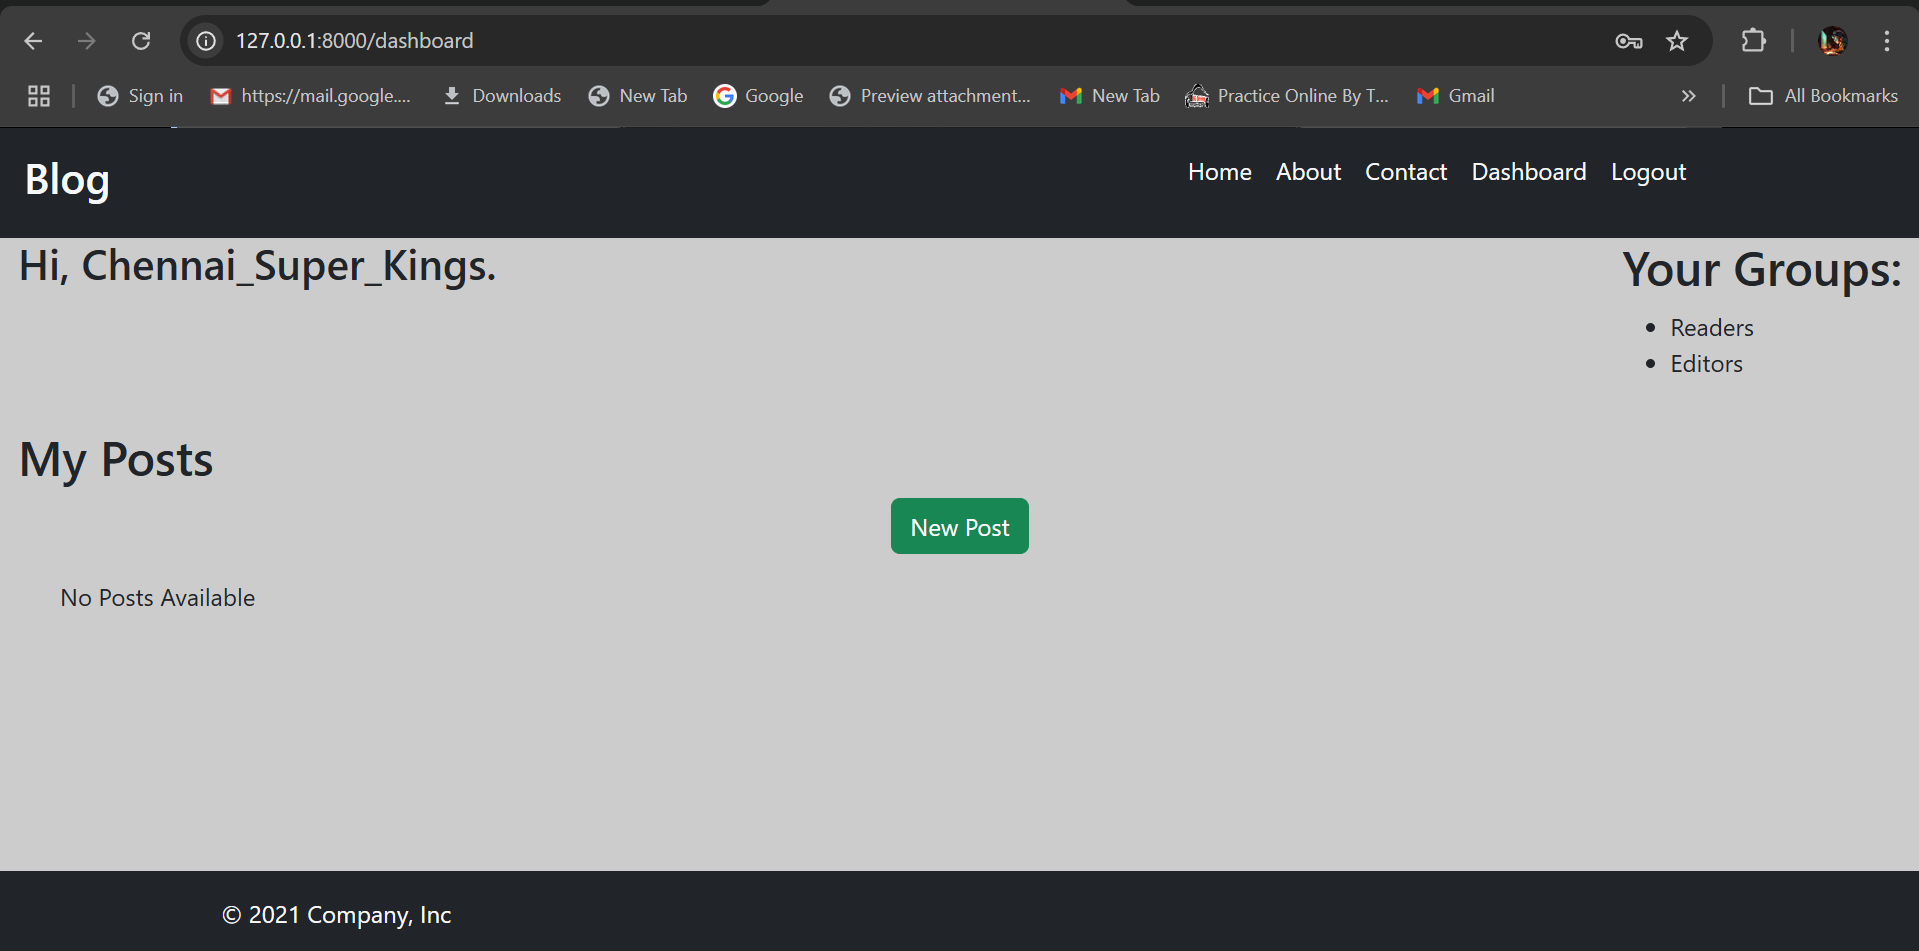 127.0.0.1:8000/dashboard
Sign in https://mail.google.... Downloads New Tab Google Preview attachment... New Tab Practice Online By T... Gmail » All Bookmarks
Blog Home About Contact Dashboard Logout
Hi, Chennai_Super_Kings. Your Groups:
• Readers
• Editors
My Posts
New Post
No Posts Available
© 2021 Company, Inc